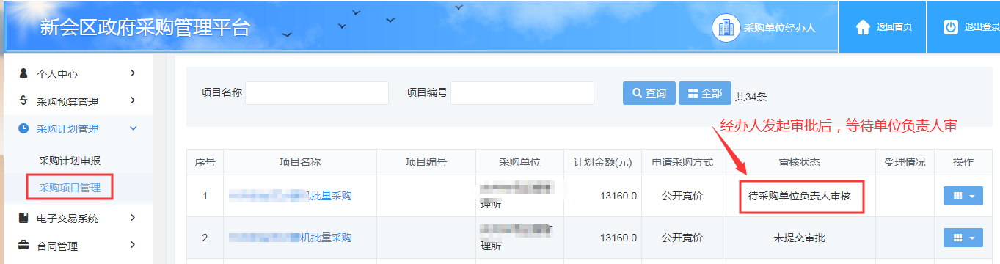 新会区政府采购管理平台
采购单位经办人
返回首页
退出登录
个人中心
采购预算管理
采购计划管理
采购计划申报
采购项目管理
电子交易系统
合同管理
项目名称
项目编号
查询
全部
共34条
经办人发起审批后，等待单位负责人审
序号 项目名称 项目编号 采购单位 计划金额(元) 申请采购方式 审核状态 受理情况 操作
1 机批量采购 理所 13160.0 公开竞价 待采购单位负责人审核
2 机批量采购 理所 13160.0 公开竞价 未提交审批